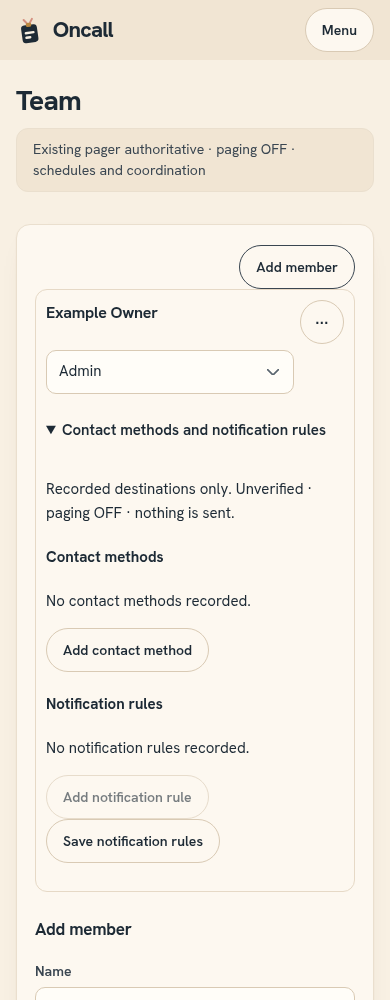 Oncall
Menu
Team
Existing pager authoritative · paging OFF ·
schedules and coordination
Add member
Example Owner
...
Admin
▼ Contact methods and notification rules
Recorded destinations only. Unverified ·
paging OFF · nothing is sent.
Contact methods
No contact methods recorded.
Add contact method
Notification rules
No notification rules recorded.
Add notification rule
Save notification rules
Add member
Name